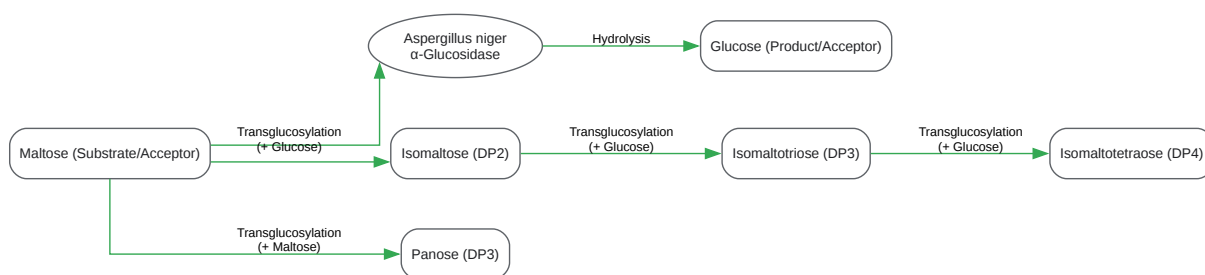 Aspergillus niger
α-Glucosidase
Hydrolysis
Glucose (Product/Acceptor)
Maltose (Substrate/Acceptor)
Transglucosylation
(+ Glucose)
Isomaltose (DP2)
Transglucosylation
(+ Glucose)
Isomaltotriose (DP3)
Transglucosylation
(+ Glucose)
Isomaltotetraose (DP4)
Transglucosylation
(+ Maltose)
Panose (DP3)